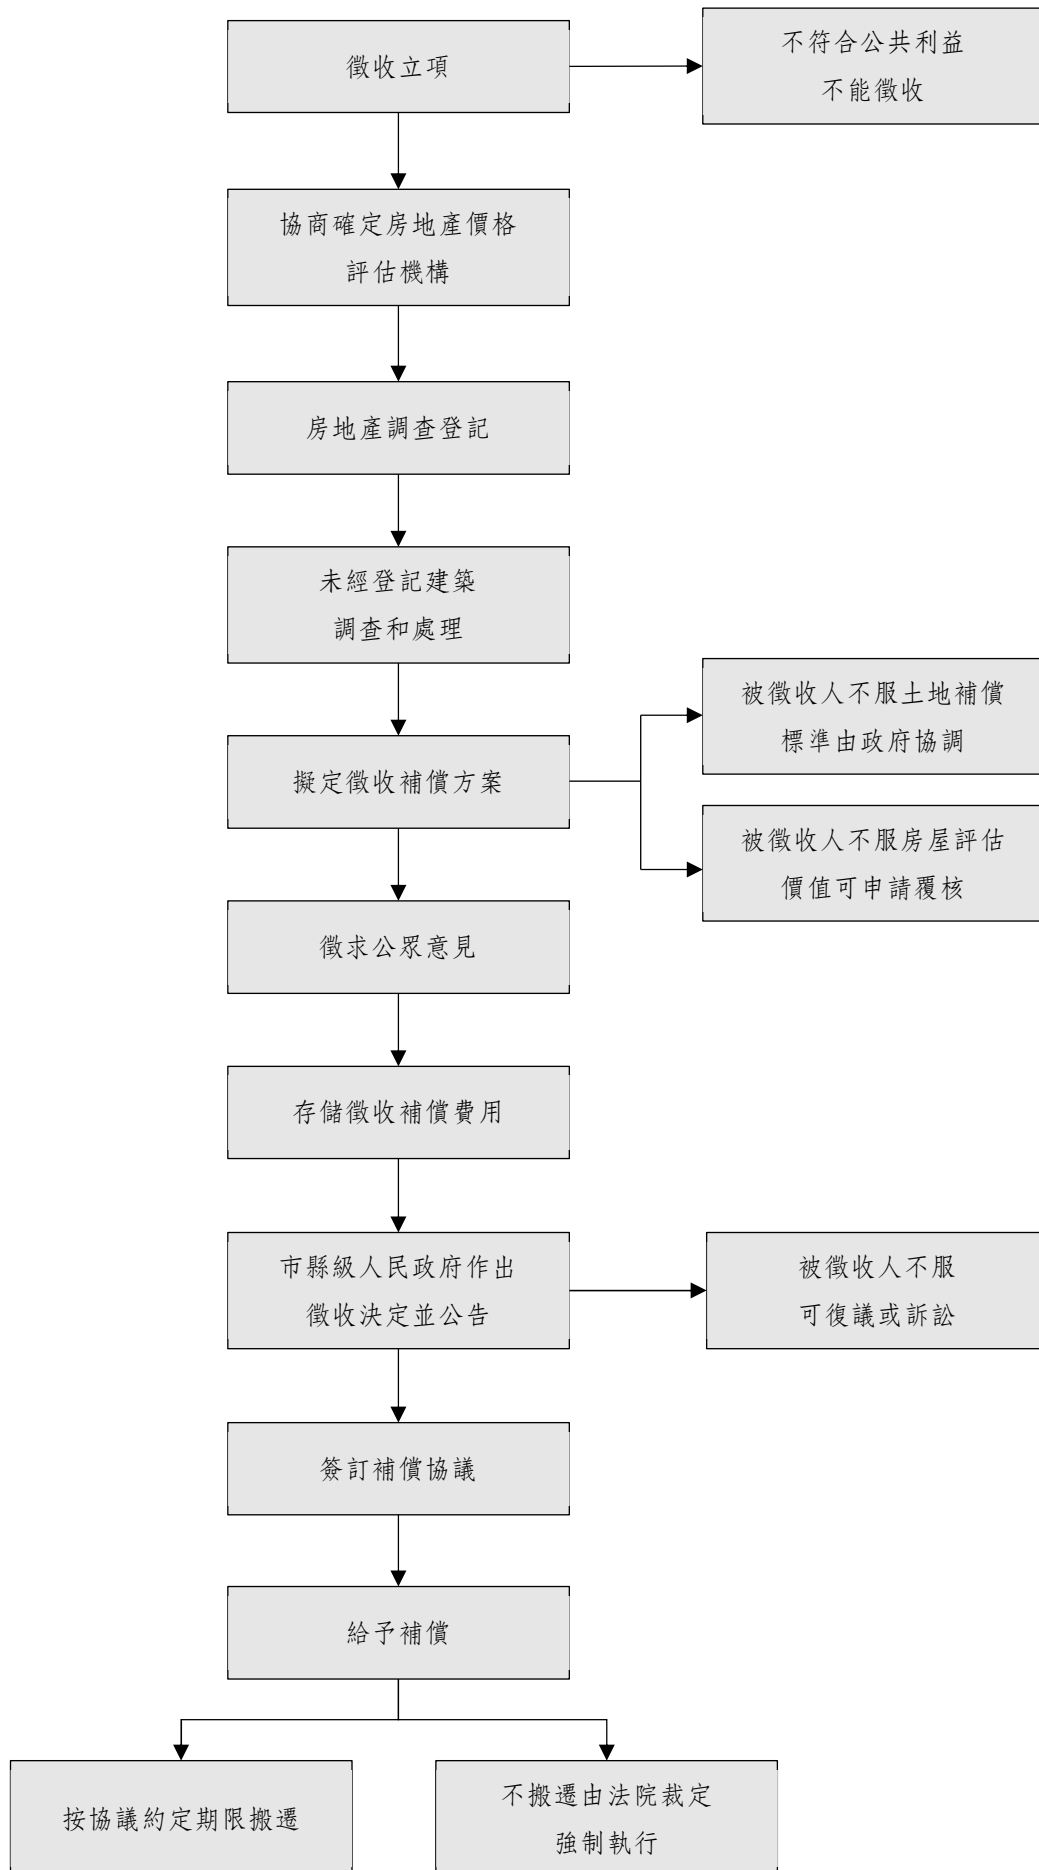 徵收立項
不符合公共利益
不能徵收
協商確定房地產價格
評估機構
房地產調查登記
未經登記建築
調查和處理
擬定徵收補償方案
被徵收人不服土地補償
標準由政府協調
被徵收人不服房屋評估
價值可申請覆核
徵求公眾意見
存儲徵收補償費用
市縣級人民政府作出
徵收決定並公告
被徵收人不服
可復議或訴訟
簽訂補償協議
給予補償
按協議約定期限搬遷
不搬遷由法院裁定
強制執行